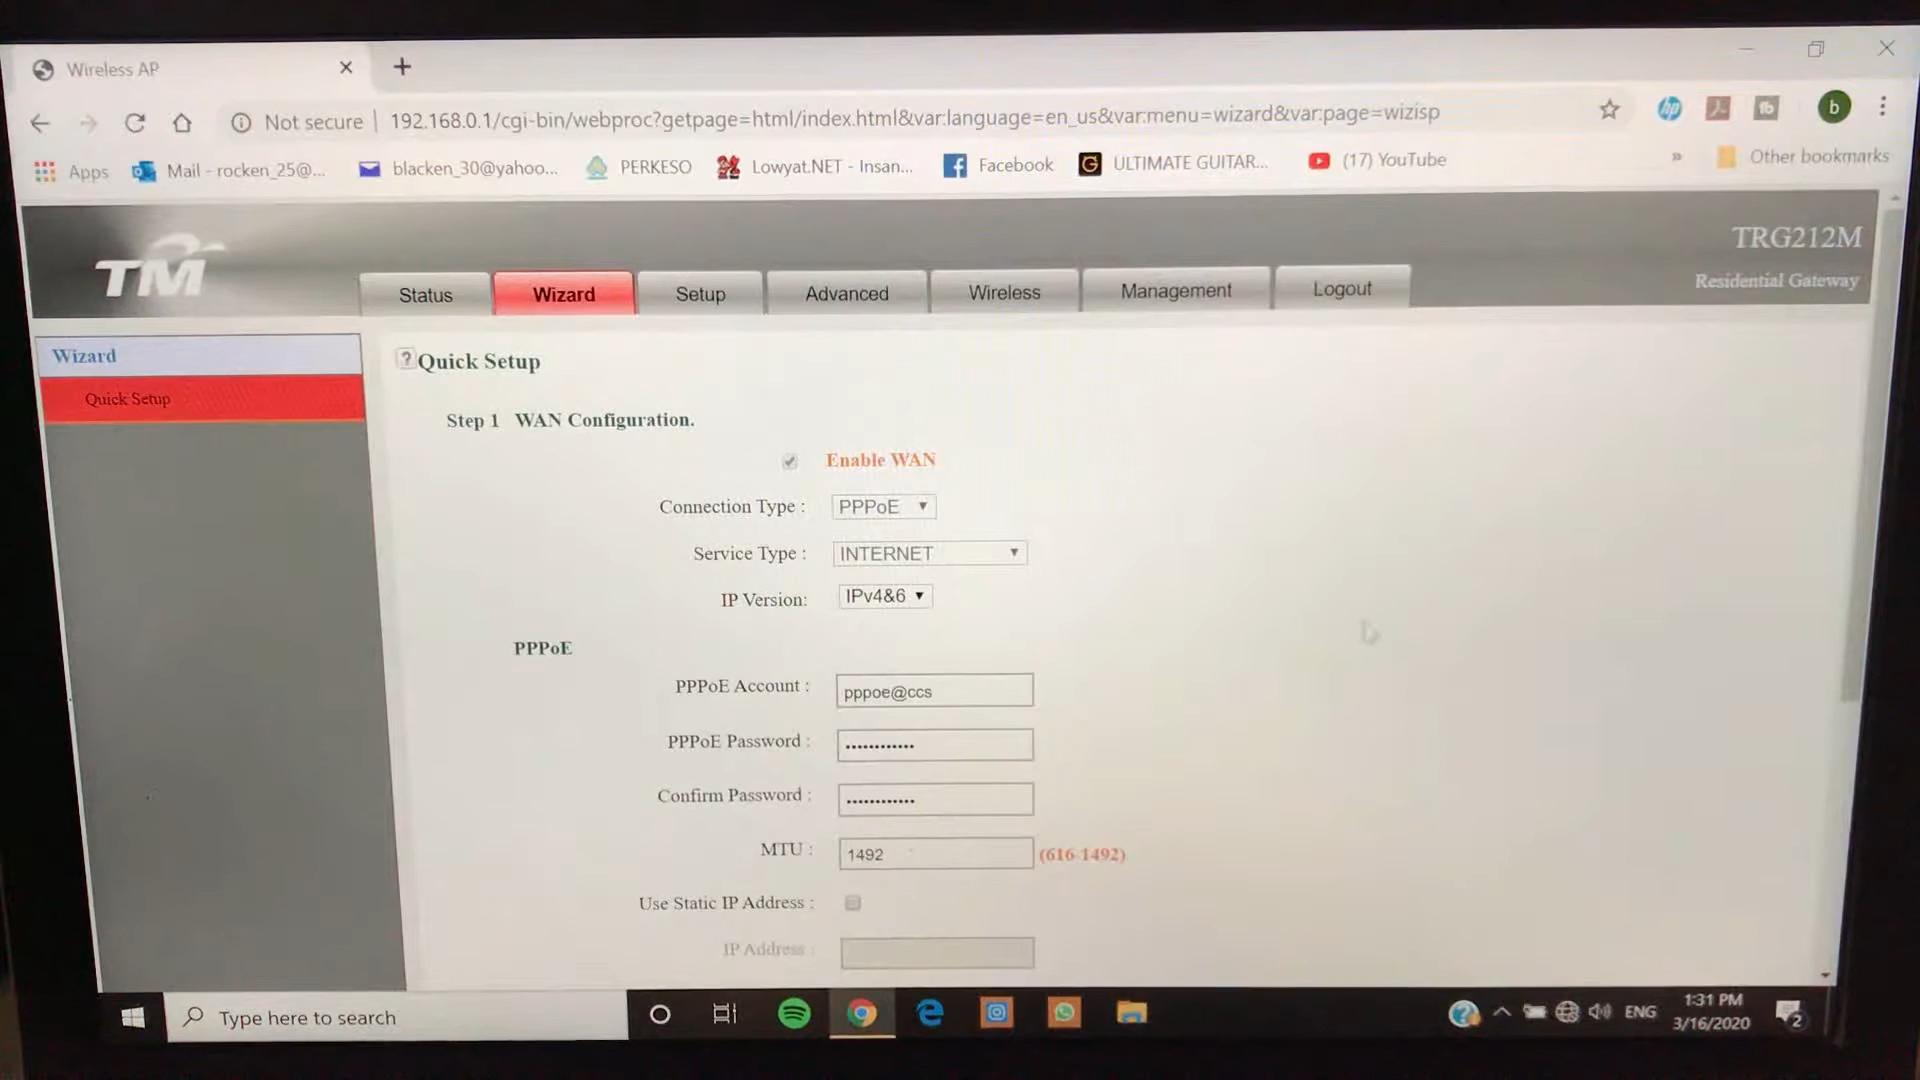 Wireless AP
Not secure | 192.168.0.1/cgi-bin/webproc?getpage=html/index.html&var:language=en_us&var:menu=wizard&var:page=wizisp
b
Apps Mail - rocken_25@... blacken_30@yahoo... PERKESO Lowyat.NET - Insan... Facebook ULTIMATE GUITAR... (17) YouTube » Other bookmarks
TM
TRG212M
Residential Gateway
Status Wizard Setup Advanced Wireless Management Logout
Wizard
Quick Setup
? Quick Setup
Step 1 WAN Configuration.
Enable WAN
Connection Type : PPPoE
Service Type : INTERNET
IP Version: IPv4&6
PPPoE
PPPoE Account : pppoe@ccs
PPPoE Password : ••••••••••••
Confirm Password : ••••••••••••
MTU : 1492 (616-1492)
Use Static IP Address :
IP Address :
Type here to search
ENG
1:31 PM
3/16/2020
2